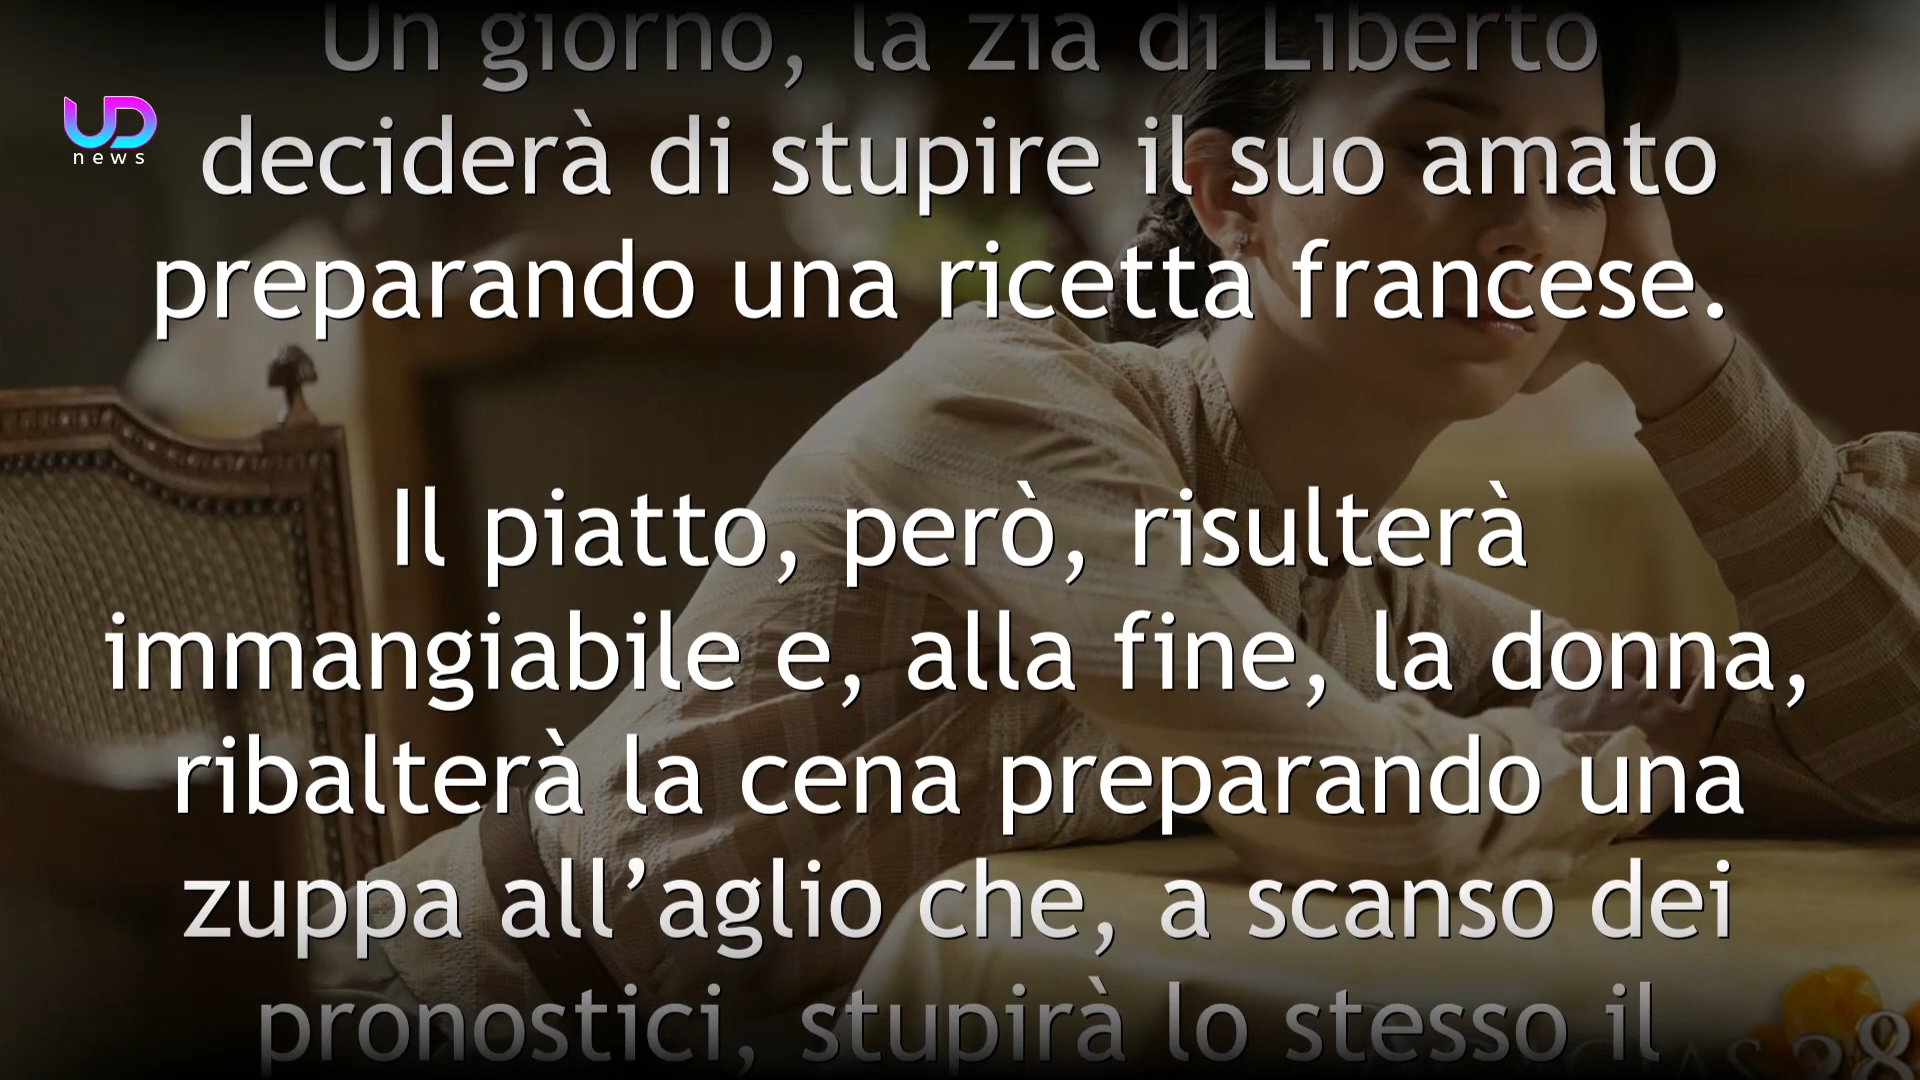 Un giorno, la zia di Liberto
UD
news
deciderà di stupire il suo amato
preparando una ricetta francese.
Il piatto, però, risulterà
immangiabile e, alla fine, la donna,
ribalterà la cena preparando una
zuppa all’aglio che, a scanso dei
pronostici, stupirà lo stesso il